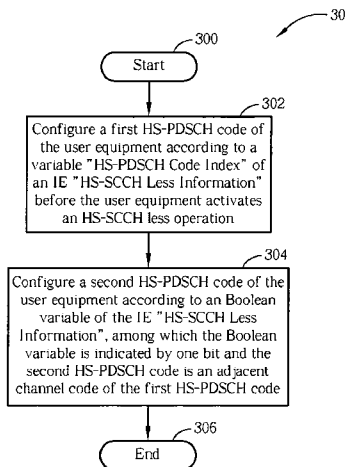 30
300
Start
302
Configure a first HS-PDSCH code of
the user equipment according to a
variable "HS-PDSCH Code Index" of
an IE "HS-SCCH Less Information"
before the user equipment activates
an HS-SCCH less operation
304
Configure a second HS-PDSCH code of the
user equipment according to an Boolean
variable of the IE "HS-SCCH Less
Information", among which the Boolean
variable is indicated by one bit and the
second HS-PDSCH code is an adjacent
channel code of the first HS-PDSCH code
306
End